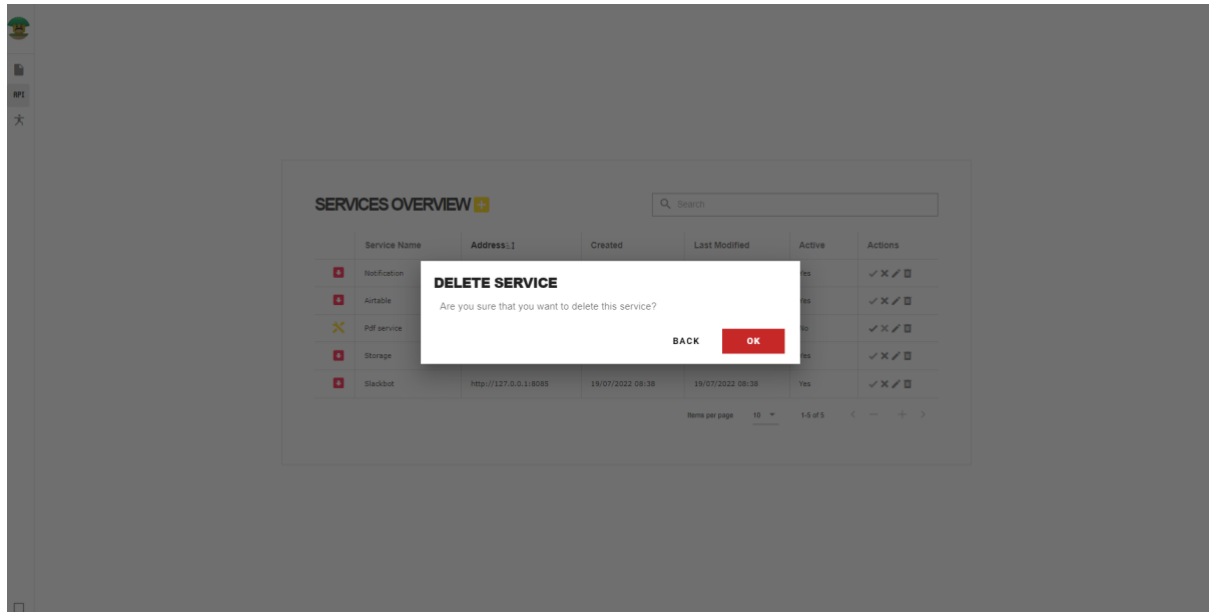 API
SERVICES OVERVIEW +
Search
Service Name Address Created Last Modified Active Actions
Notification Yes
Airtable Yes
Pdf service No
Storage Yes
Slackbot http://127.0.0.1:8085 19/07/2022 08:38 19/07/2022 08:38 Yes
DELETE SERVICE
Are you sure that you want to delete this service?
BACK OK
Items per page 10 1-5 of 5